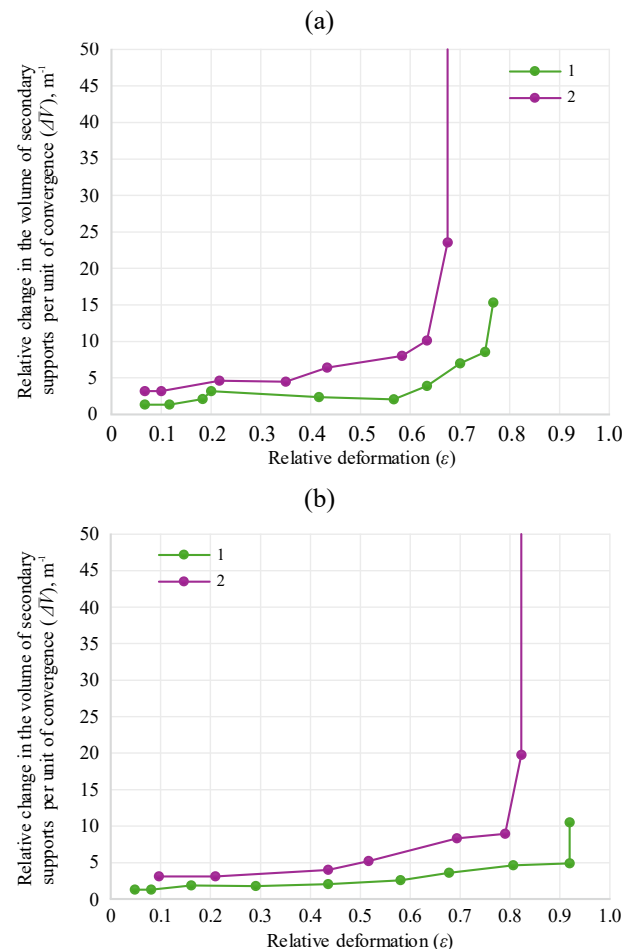 (a)
Relative change in the volume of secondary
supports per unit of convergence (ΔV̅), m⁻¹
50
45
40
35
30
25
20
15
10
5
0
1
2
0 0.1 0.2 0.3 0.4 0.5 0.6 0.7 0.8 0.9 1.0
Relative deformation (ε)
(b)
Relative change in the volume of secondary
supports per unit of convergence (ΔV̅), m⁻¹
50
45
40
35
30
25
20
15
10
5
0
1
2
0 0.1 0.2 0.3 0.4 0.5 0.6 0.7 0.8 0.9 1.0
Relative deformation (ε)